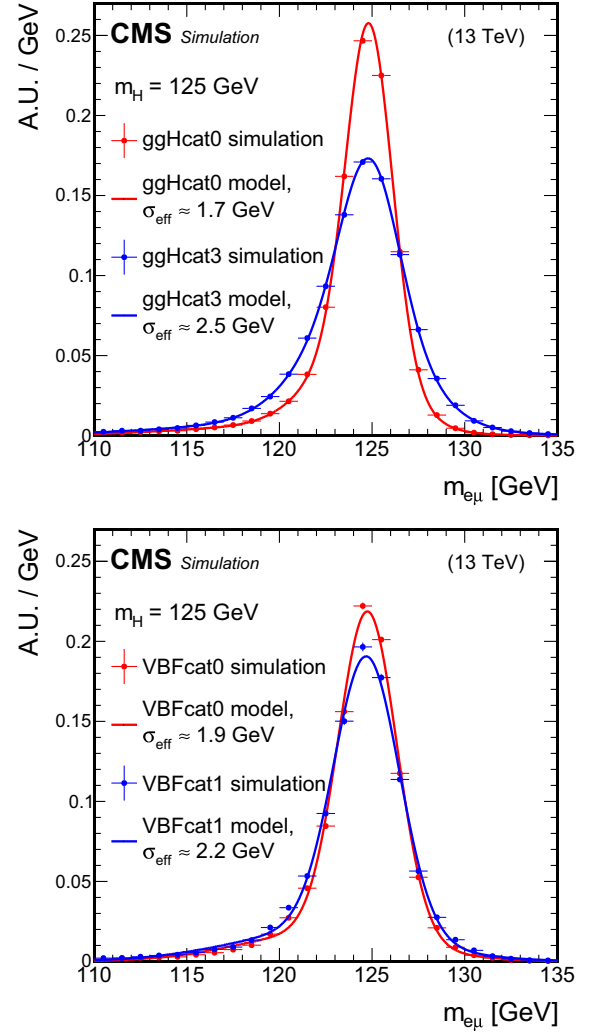 CMS Simulation (13 TeV)
m_H = 125 GeV
ggHcat0 simulation
ggHcat0 model,
σ_eff ≈ 1.7 GeV
ggHcat3 simulation
ggHcat3 model,
σ_eff ≈ 2.5 GeV
A.U. / GeV
0.25
0.2
0.15
0.1
0.05
0
110 115 120 125 130 135
m_eμ [GeV]
CMS Simulation (13 TeV)
m_H = 125 GeV
VBFcat0 simulation
VBFcat0 model,
σ_eff ≈ 1.9 GeV
VBFcat1 simulation
VBFcat1 model,
σ_eff ≈ 2.2 GeV
A.U. / GeV
0.25
0.2
0.15
0.1
0.05
0
110 115 120 125 130 135
m_eμ [GeV]